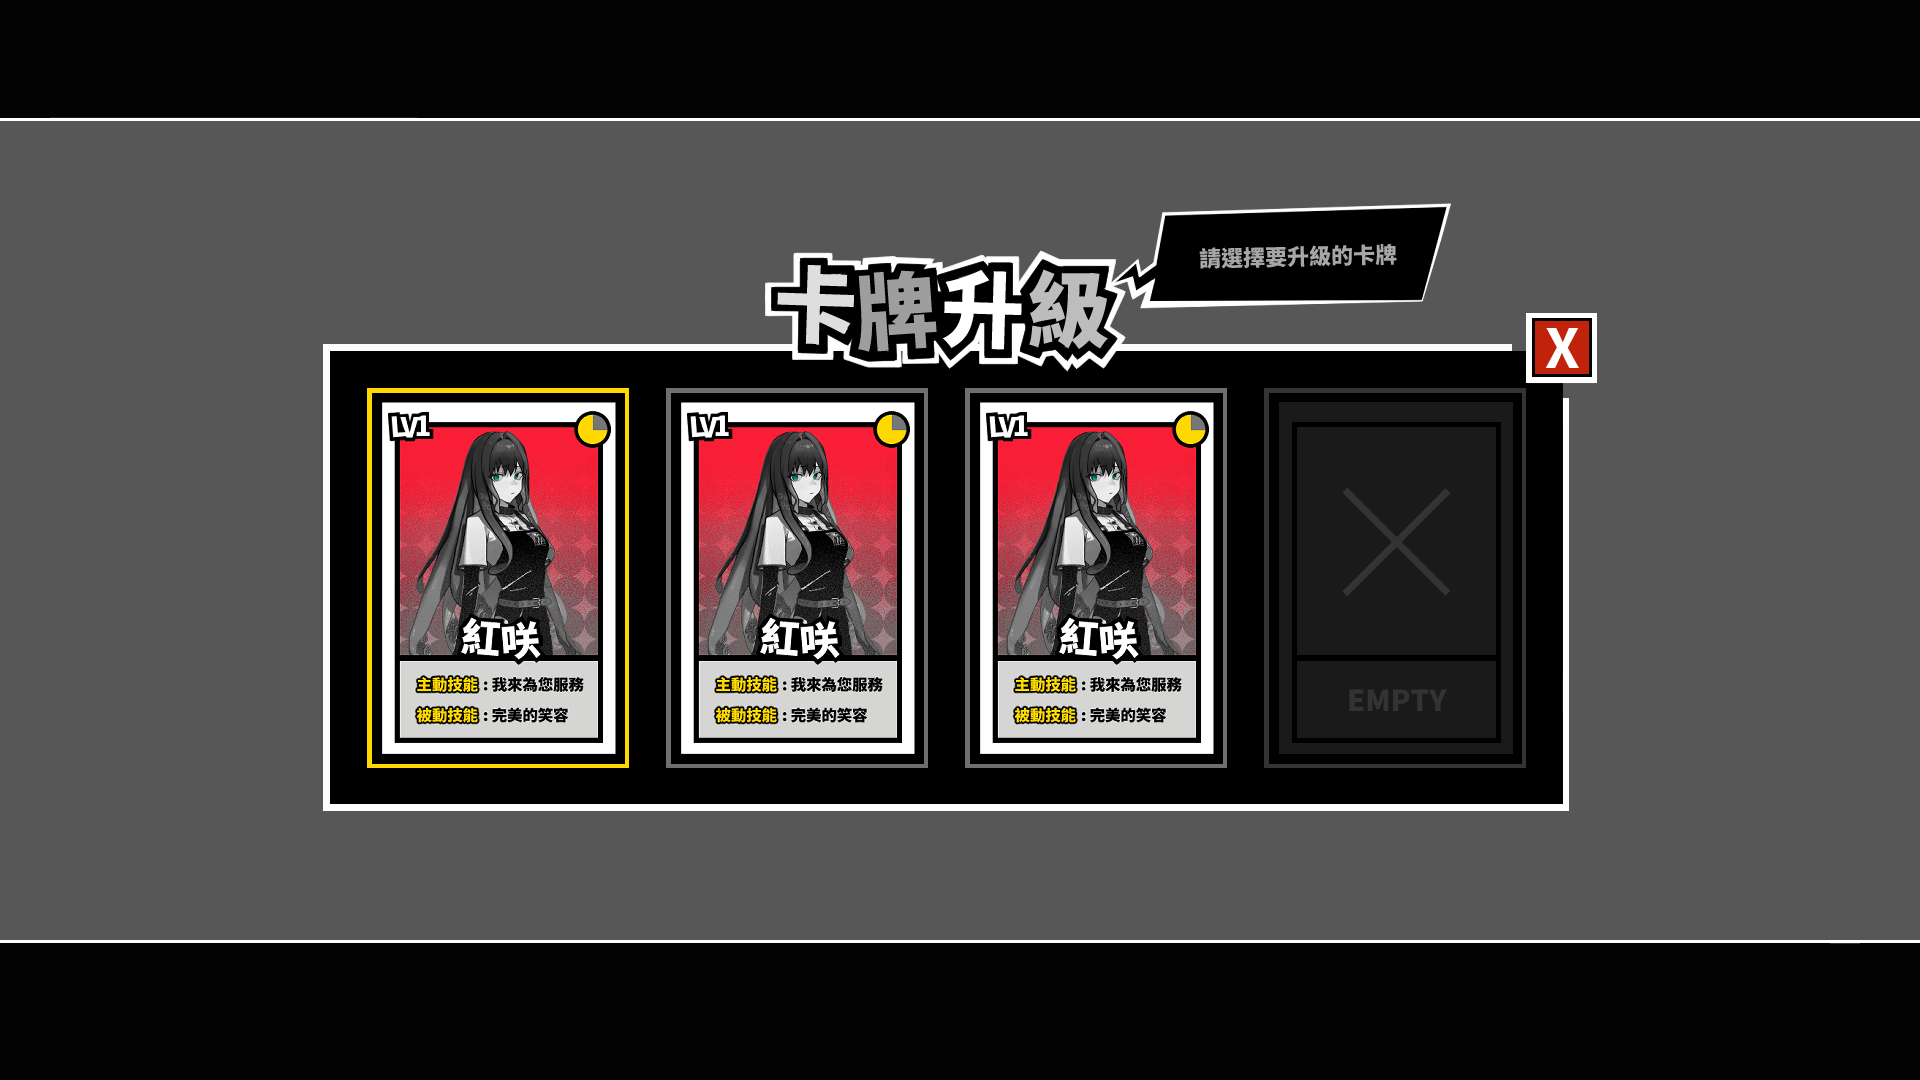 請選擇要升級的卡牌
卡牌升級
X
LV1
紅咲
主動技能:我來為您服務
被動技能:完美的笑容
LV1
紅咲
主動技能:我來為您服務
被動技能:完美的笑容
LV1
紅咲
主動技能:我來為您服務
被動技能:完美的笑容
EMPTY